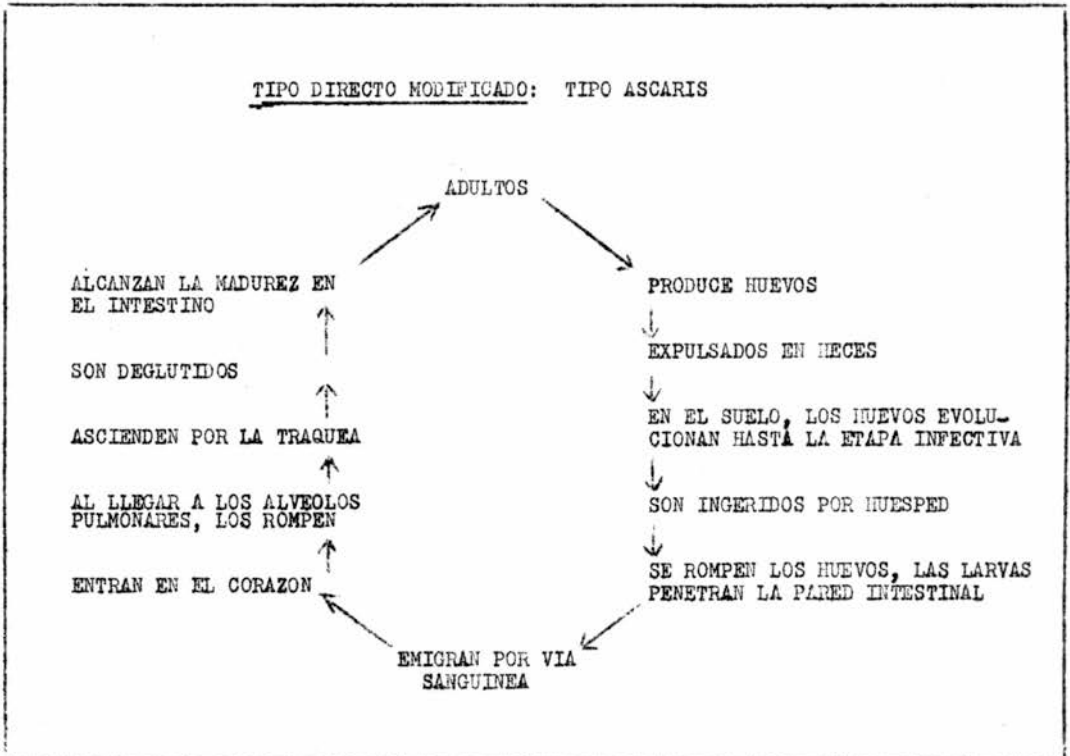 TIPO DIRECTO MODIFICADO: TIPO ASCARIS
ADULTOS
PRODUCE HUEVOS
EXPULSADOS EN HECES
EN EL SUELO, LOS HUEVOS EVOLU-
CIONAN HASTA LA ETAPA INFECTIVA
SON INGERIDOS POR HUESPED
SE ROMPEN LOS HUEVOS, LAS LARVAS
PENETRAN LA PARED INTESTINAL
EMIGRAN POR VIA
SANGUINEA
ENTRAN EN EL CORAZON
AL LLEGAR A LOS ALVEOLOS
PULMONARES, LOS ROMPEN
ASCIENDEN POR LA TRAQUEA
SON DEGLUTIDOS
ALCANZAN LA MADUREZ EN
EL INTESTINO